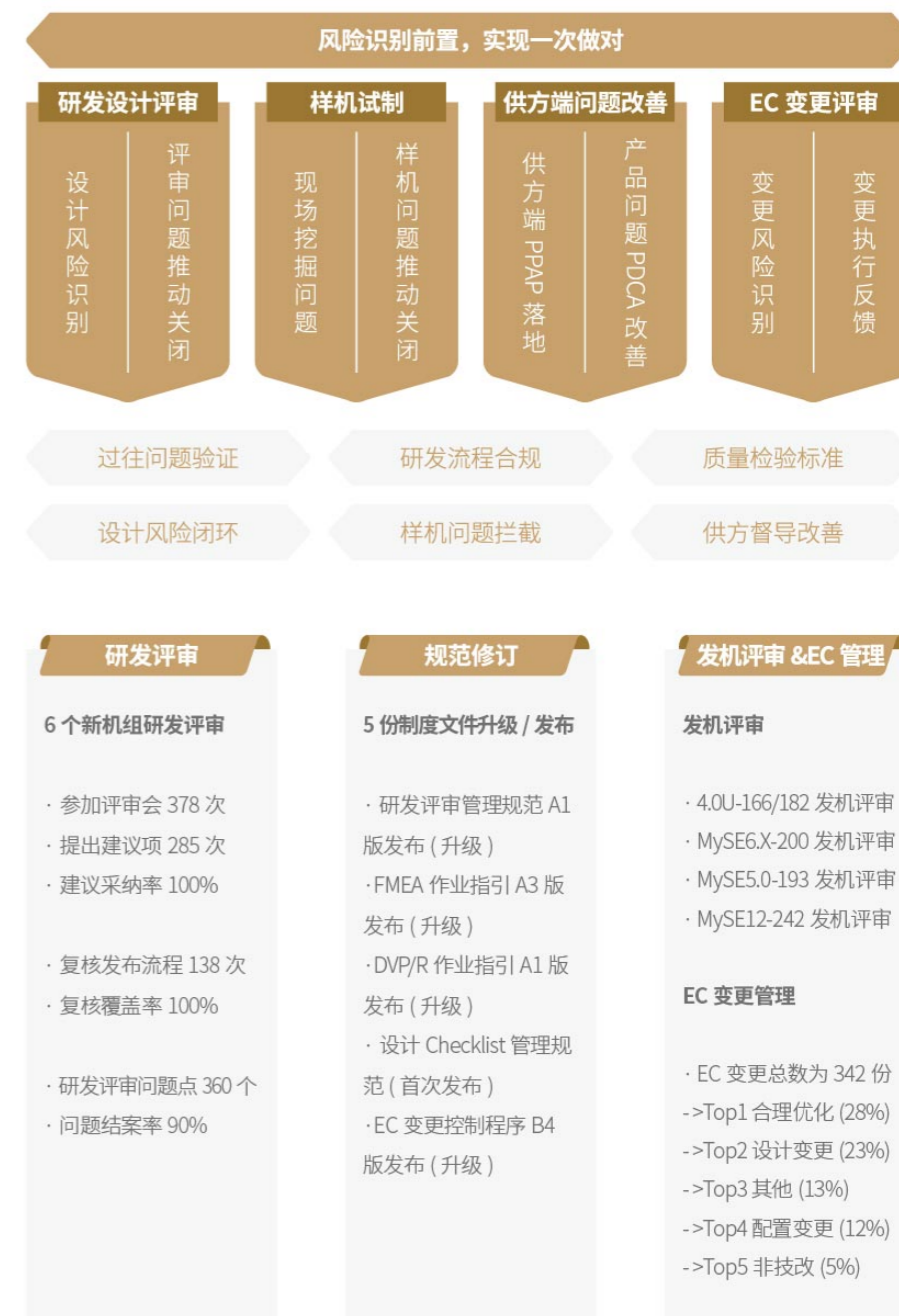 风险识别前置，实现一次做对
研发设计评审
设计风险识别
评审问题推动关闭
样机试制
现场挖掘问题
样机问题推动关闭
供方端问题改善
供方端 PPAP 落地
产品问题 PDCA 改善
EC 变更评审
变更风险识别
变更执行反馈
过往问题验证
研发流程合规
质量检验标准
设计风险闭环
样机问题拦截
供方督导改善
研发评审
6 个新机组研发评审
· 参加评审会 378 次
· 提出建议项 285 次
· 建议采纳率 100%
· 复核发布流程 138 次
· 复核覆盖率 100%
· 研发评审问题点 360 个
· 问题结案率 90%
规范修订
5 份制度文件升级 / 发布
· 研发评审管理规范 A1
版发布 ( 升级 )
·FMEA 作业指引 A3 版
发布 ( 升级 )
·DVP/R 作业指引 A1 版
发布 ( 升级 )
· 设计 Checklist 管理规
范 ( 首次发布 )
·EC 变更控制程序 B4
版发布 ( 升级 )
发机评审 &EC 管理
发机评审
· 4.0U-166/182 发机评审
· MySE6.X-200 发机评审
· MySE5.0-193 发机评审
· MySE12-242 发机评审
EC 变更管理
· EC 变更总数为 342 份
->Top1 合理优化 (28%)
->Top2 设计变更 (23%)
->Top3 其他 (13%)
->Top4 配置变更 (12%)
->Top5 非技改 (5%)